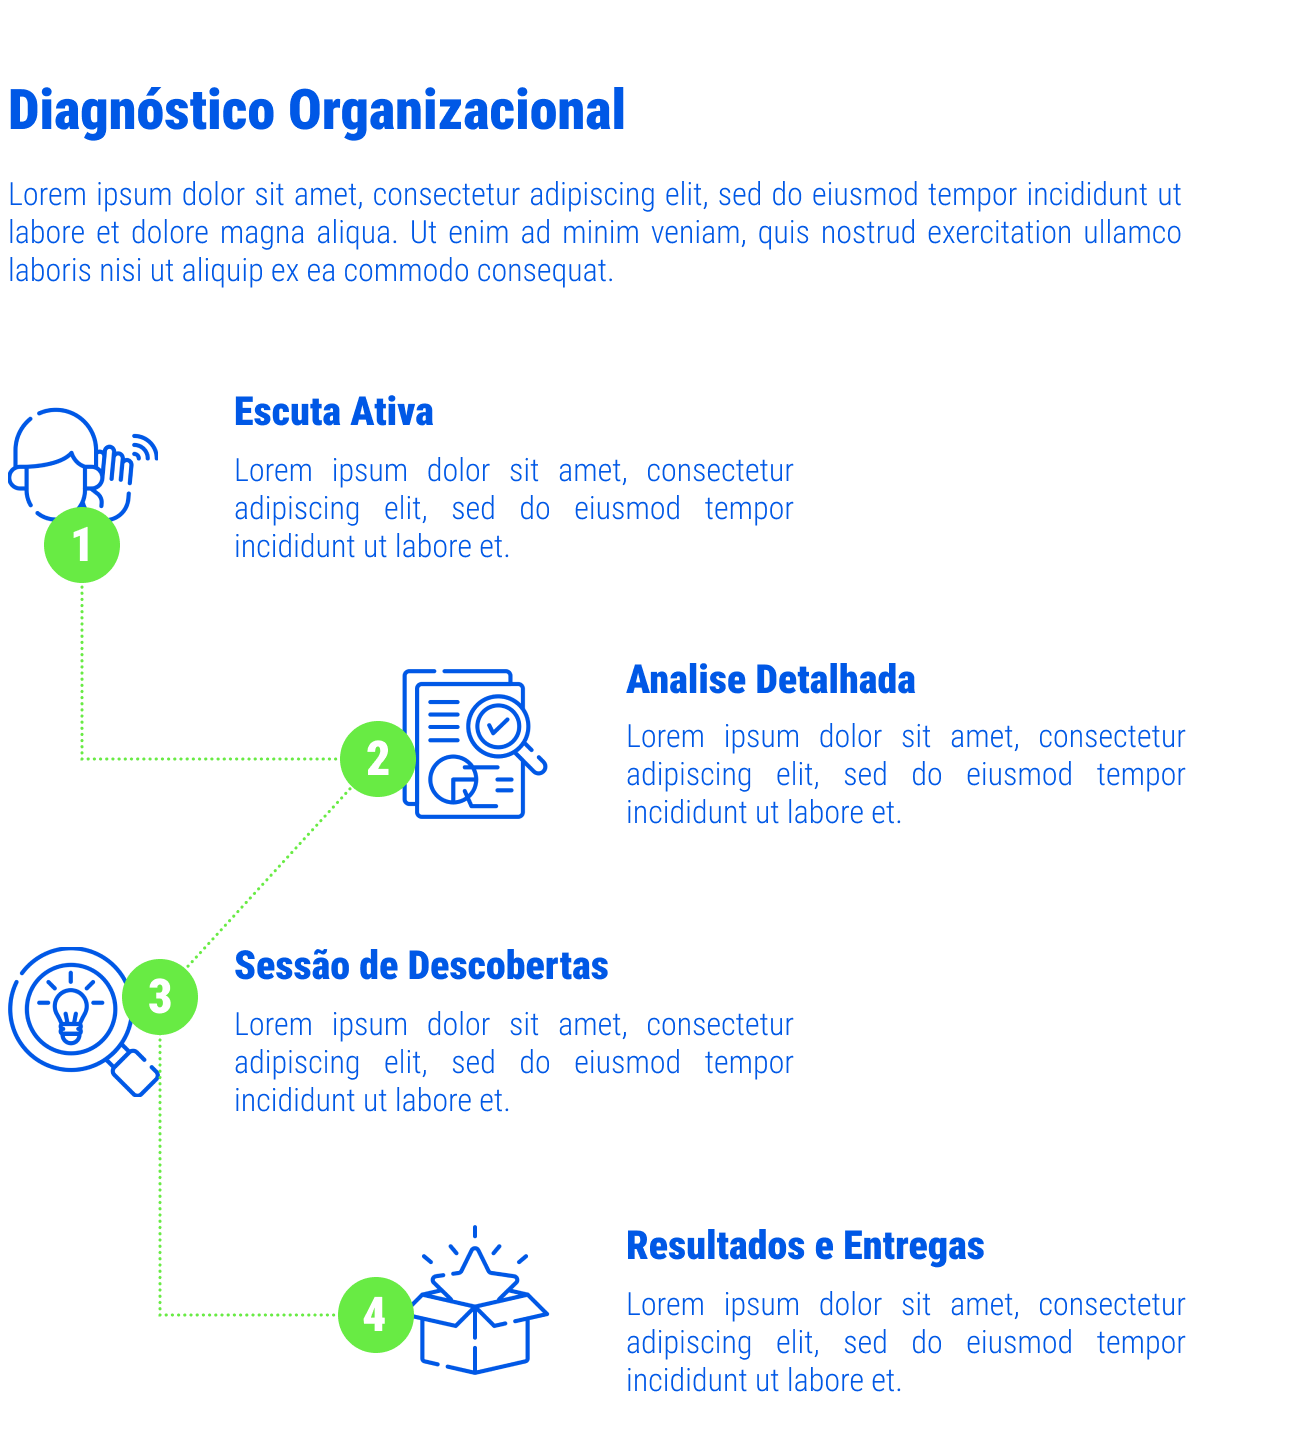 Diagnóstico Organizacional
Lorem ipsum dolor sit amet, consectetur adipiscing elit, sed do eiusmod tempor incididunt ut
labore et dolore magna aliqua. Ut enim ad minim veniam, quis nostrud exercitation ullamco
laboris nisi ut aliquip ex ea commodo consequat.
Escuta Ativa
Lorem ipsum dolor sit amet, consectetur
adipiscing elit, sed do eiusmod tempor
incididunt ut labore et.
1
Analise Detalhada
Lorem ipsum dolor sit amet, consectetur
adipiscing elit, sed do eiusmod tempor
incididunt ut labore et.
2
Sessão de Descobertas
Lorem ipsum dolor sit amet, consectetur
adipiscing elit, sed do eiusmod tempor
incididunt ut labore et.
3
Resultados e Entregas
Lorem ipsum dolor sit amet, consectetur
adipiscing elit, sed do eiusmod tempor
incididunt ut labore et.
4